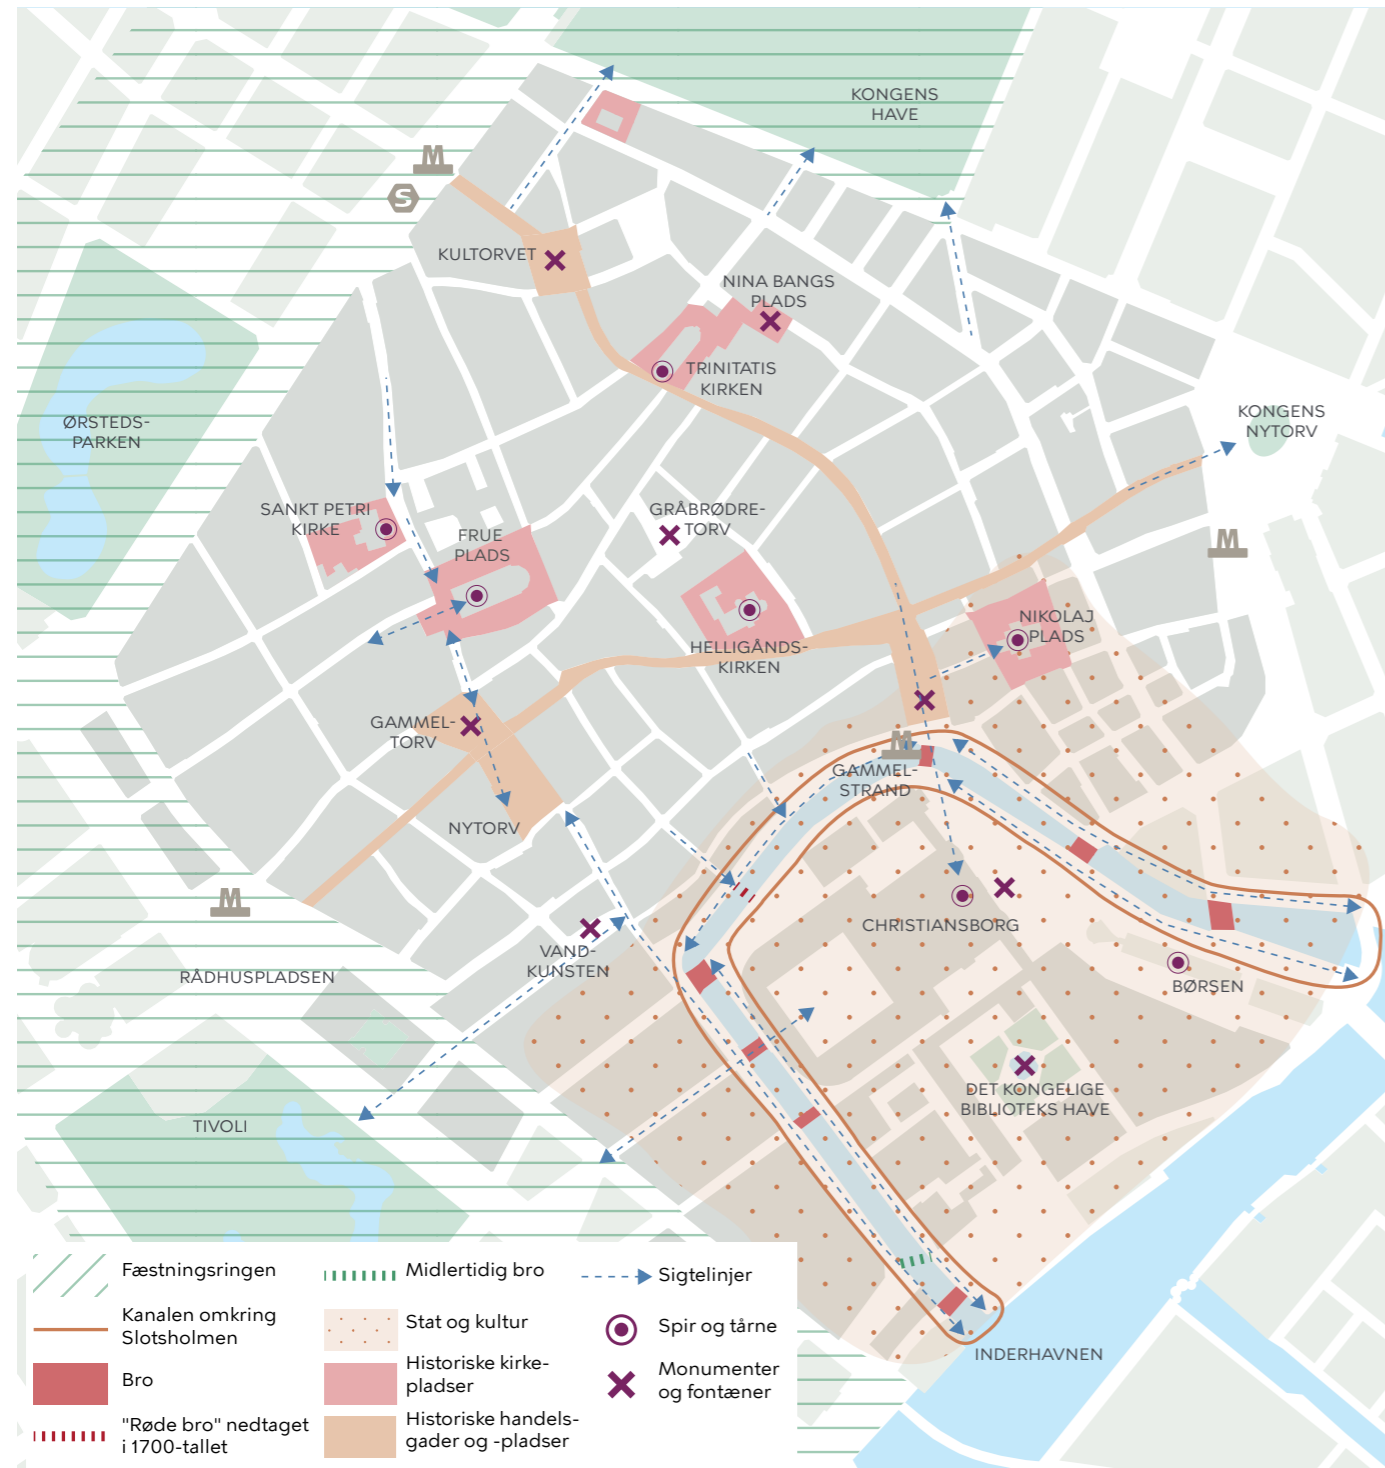 KONGENS
HAVE
M
S
KULTORVET
NINA BANGS
PLADS
TRINITATIS
KIRKEN
ØRSTEDS-
PARKEN
KONGENS
NYTORV
SANKT PETRI
KIRKE
FRUE
PLADS
GRÅBRØDRE-
TORV
M
NIKOLAJ
PLADS
HELLIGÅNDS-
KIRKEN
GAMMEL-
TORV
M
GAMMEL-
STRAND
NYTORV
M
CHRISTIANSBORG
VAND-
KUNSTEN
RÅDHUSPLADSEN
BØRSEN
DET KONGELIGE
BIBLIOTEKS HAVE
TIVOLI
INDERHAVNEN
Fæstningsringen
Kanalen omkring
Slotsholmen
Bro
"Røde bro" nedtaget
i 1700-tallet
Midlertidig bro
Stat og kultur
Historiske kirke-
pladser
Historiske handels-
gader og -pladser
Sigtelinjer
Spir og tårne
Monumenter
og fontæner